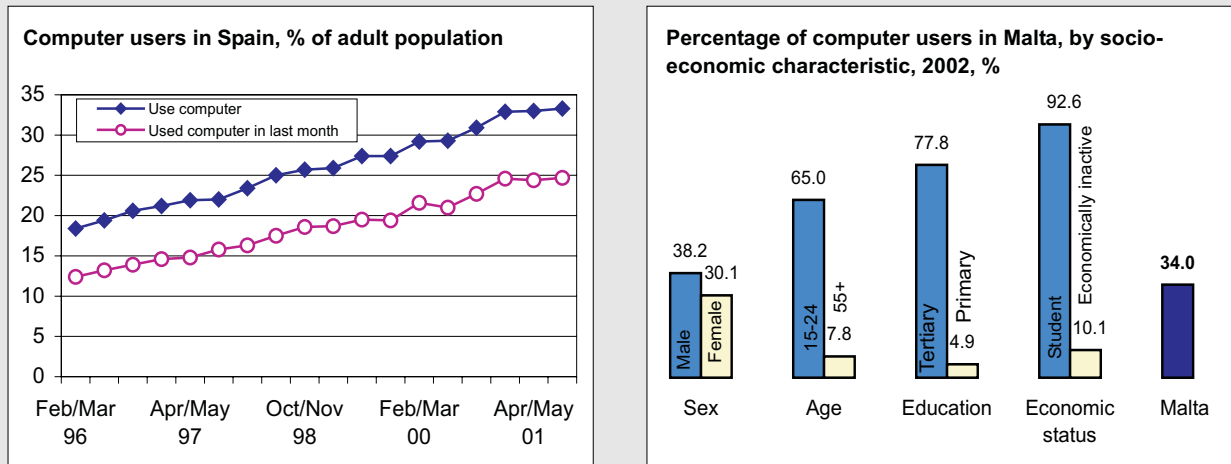 Computer users in Spain, % of adult population
35
30
25
20
15
10
5
0
Use computer
Used computer in last month
Feb/Mar
96
Apr/May
97
Oct/Nov
98
Feb/Mar
00
Apr/May
01
Percentage of computer users in Malta, by socio-
economic characteristic, 2002, %
38.2
30.1
Male
Female
65.0
7.8
15-24
55+
77.8
4.9
Tertiary
Primary
92.6
10.1
Student
Economically inactive
34.0
Sex
Age
Education
Economic
status
Malta